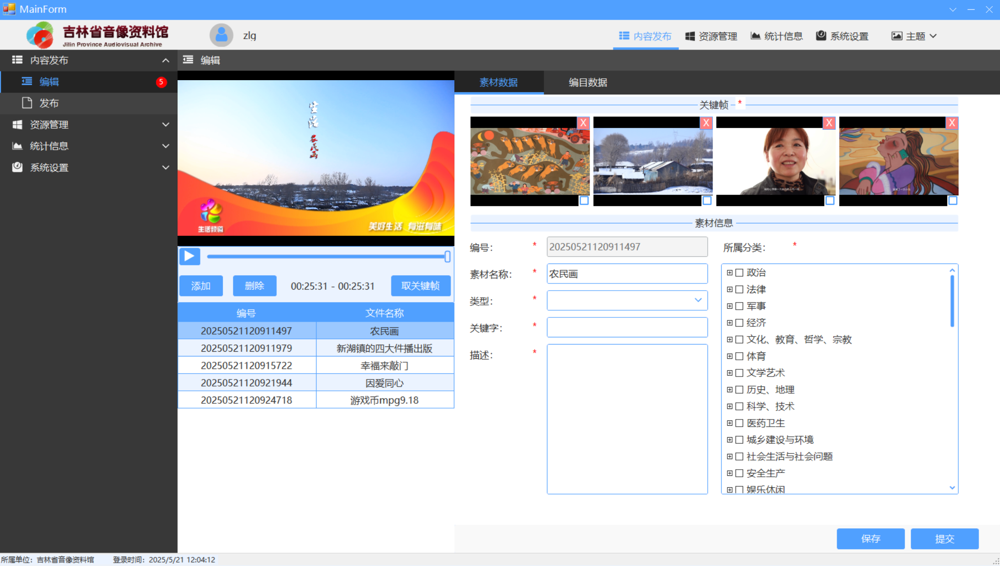 MainForm
吉林省音像资料馆
Jilin Province Audiovisual Archive
zlg
内容发布 资源管理 统计信息 系统设置 主题
内容发布
编辑 5
发布
资源管理
统计信息
系统设置
编辑
生活
农民画
生活频道
美好生活 有滋有味
添加 删除 00:25:31 - 00:25:31 取关键帧
编号 文件名称
20250521120911497 农民画
20250521120911979 新湖镇的四大件播出版
20250521120915722 幸福来敲门
20250521120921944 因爱同心
20250521120924718 游戏币mpg9.18
素材数据 编目数据
关键帧 *
X X X X
素材信息
编号: * 20250521120911497
素材名称: * 农民画
类型: *
关键字: *
描述: *
所属分类: *
政治
法律
军事
经济
文化、教育、哲学、宗教
体育
文学艺术
历史、地理
科学、技术
医药卫生
城乡建设与环境
社会生活与社会问题
安全生产
娱乐休闲
保存 提交
所属单位: 吉林省音像资料馆 登录时间: 2025/5/21 12:04:12